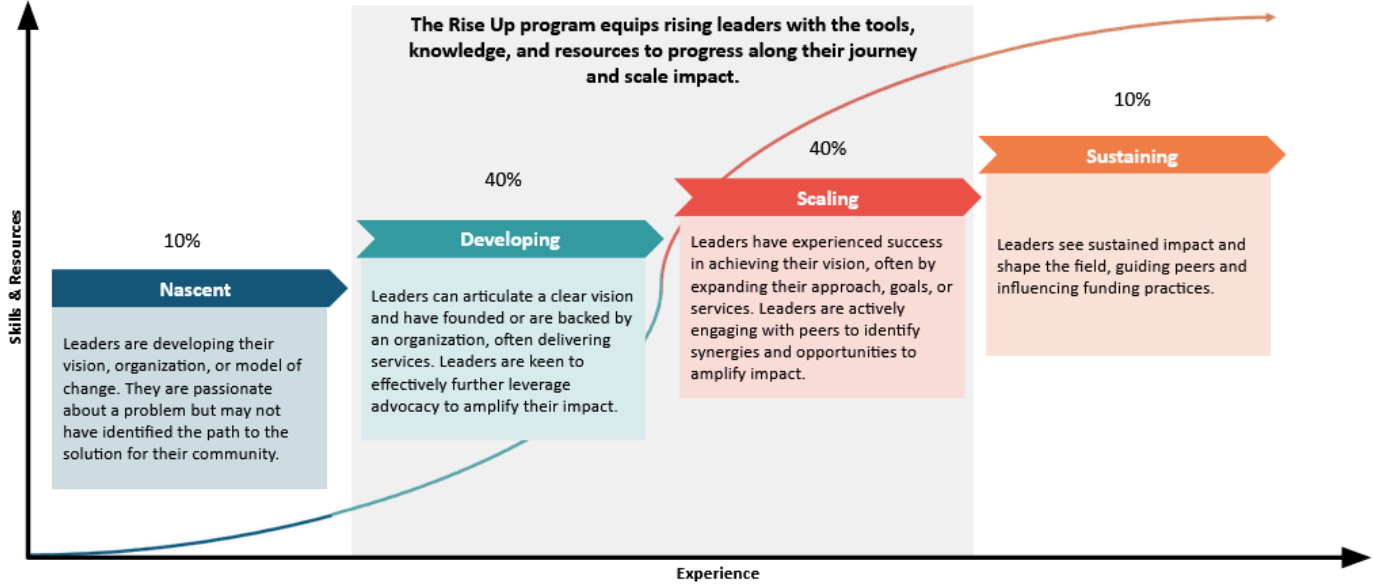 The Rise Up program equips rising leaders with the tools,
knowledge, and resources to progress along their journey
and scale impact.
10%
Nascent
Leaders are developing their
vision, organization, or model of
change. They are passionate
about a problem but may not
have identified the path to the
solution for their community.
40%
Developing
Leaders can articulate a clear vision
and have founded or are backed by
an organization, often delivering
services. Leaders are keen to
effectively further leverage
advocacy to amplify their impact.
40%
Scaling
Leaders have experienced success
in achieving their vision, often by
expanding their approach, goals, or
services. Leaders are actively
engaging with peers to identify
synergies and opportunities to
amplify impact.
10%
Sustaining
Leaders see sustained impact and
shape the field, guiding peers and
influencing funding practices.
Skills & Resources
Experience